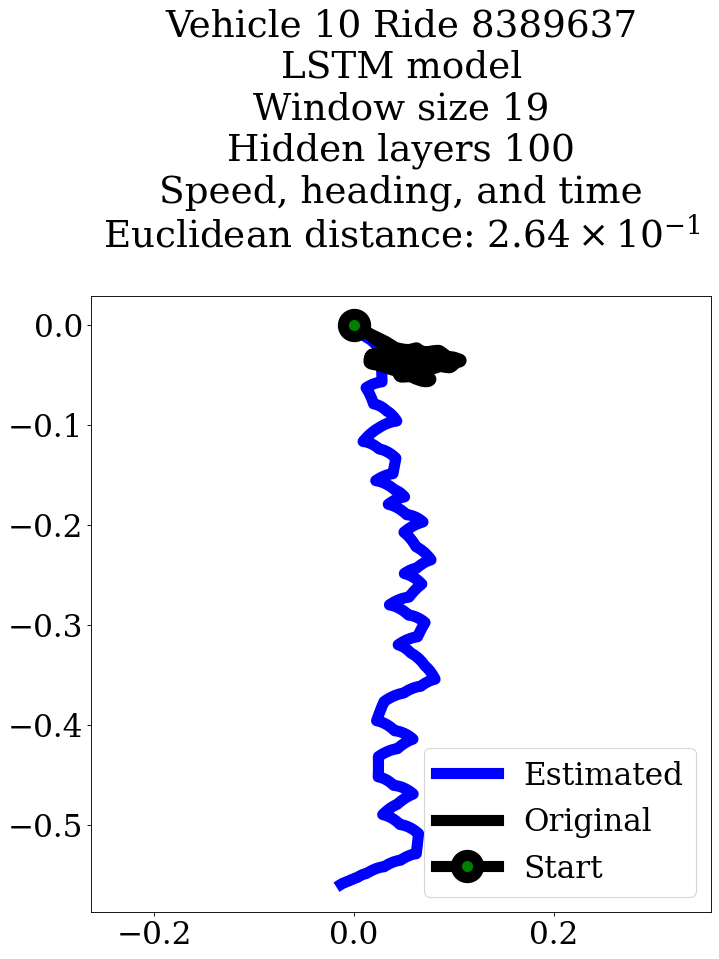 Vehicle 10 Ride 8389637
LSTM model
Window size 19
Hidden layers 100
Speed, heading, and time
Euclidean distance: 2.64 × 10⁻¹
0.0
−0.1
−0.2
−0.3
−0.4
−0.5
Estimated
Original
Start
−0.2 0.0 0.2